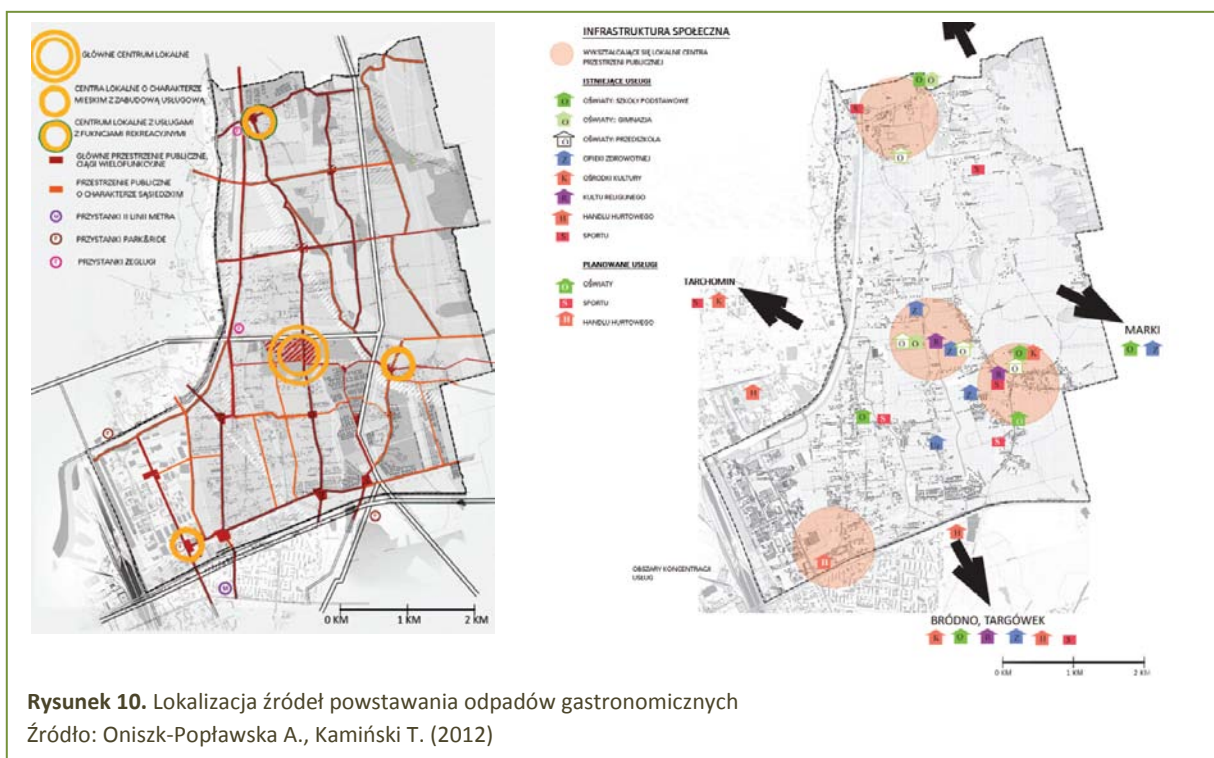 GŁÓWNE CENTRUM LOKALNE
CENTRA LOKALNE O CHARAKTERZE
MIESKIM Z ZABUDOWĄ USŁUGOWĄ
CENTRUM LOKALNE Z USŁUGAMI
Z FUKNCJAMI REKREACYJNYMI
GŁÓWNE PRZESTRZENIE PUBLICZNE,
CIĄGI WIELOFUNKCYJNE
PRZESTRZENIE PUBLICZNE
O CHARAKTERZE SĄSIEDZKIM
M PRZYSTANKI II LINII METRA
P PRZYSTANKI PARK&RIDE
PRZYSTANKI ŻEGLUGI
0 KM 1 KM 2 KM
INFRASTRUKTURA SPOŁECZNA
WYKSZTAŁCAJĄCE SIĘ LOKALNE CENTRA
PRZESTRZENI PUBLICZNEJ
ISTNIEJĄCE USŁUGI
O OŚWIATY: SZKOŁY PODSTAWOWE
O OŚWIATY: GIMNAZJA
O OŚWIATY: PRZEDSZKOLA
Z OPIEKI ZDROWOTNEJ
K OŚRODKI KULTURY
R KULTU RELIGIJNEGO
H HANDLU HURTOWEGO
S SPORTU
PLANOWANE USŁUGI
O OŚWIATY
S SPORTU
H HANDLU HURTOWEGO
TARCHOMIN
S K
MARKI
O Z
OBSZARY KONCENTRACJI
USŁUG
BRÓDNO, TARGÓWEK
K O R Z H S
0 KM 1 KM 2 KM
Rysunek 10. Lokalizacja źródeł powstawania odpadów gastronomicznych
Źródło: Oniszk-Popławska A., Kamiński T. (2012)